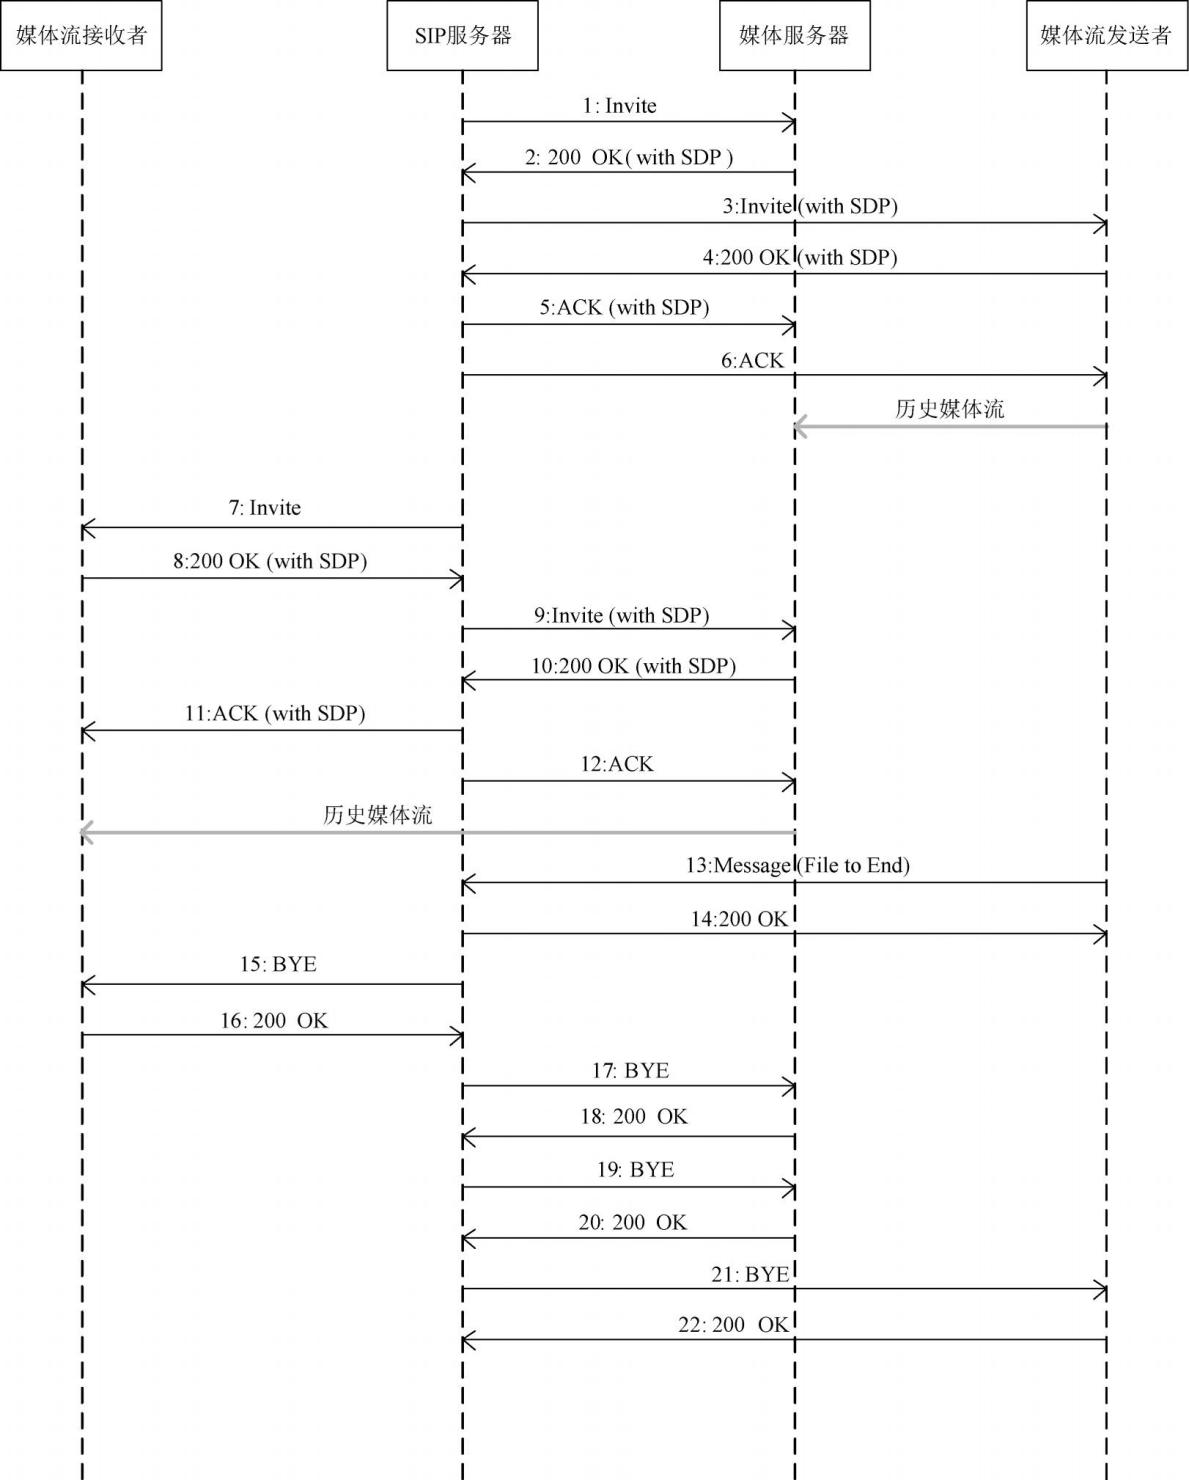 媒体流接收者
SIP服务器
媒体服务器
媒体流发送者
1: Invite
2: 200 OK( with SDP )
3:Invite (with SDP)
4:200 OK (with SDP)
5:ACK (with SDP)
6:ACK
历史媒体流
7: Invite
8:200 OK (with SDP)
9:Invite (with SDP)
10:200 OK (with SDP)
11:ACK (with SDP)
12:ACK
历史媒体流
13:Message (File to End)
14:200 OK
15: BYE
16: 200 OK
17: BYE
18: 200 OK
19: BYE
20: 200 OK
21: BYE
22: 200 OK